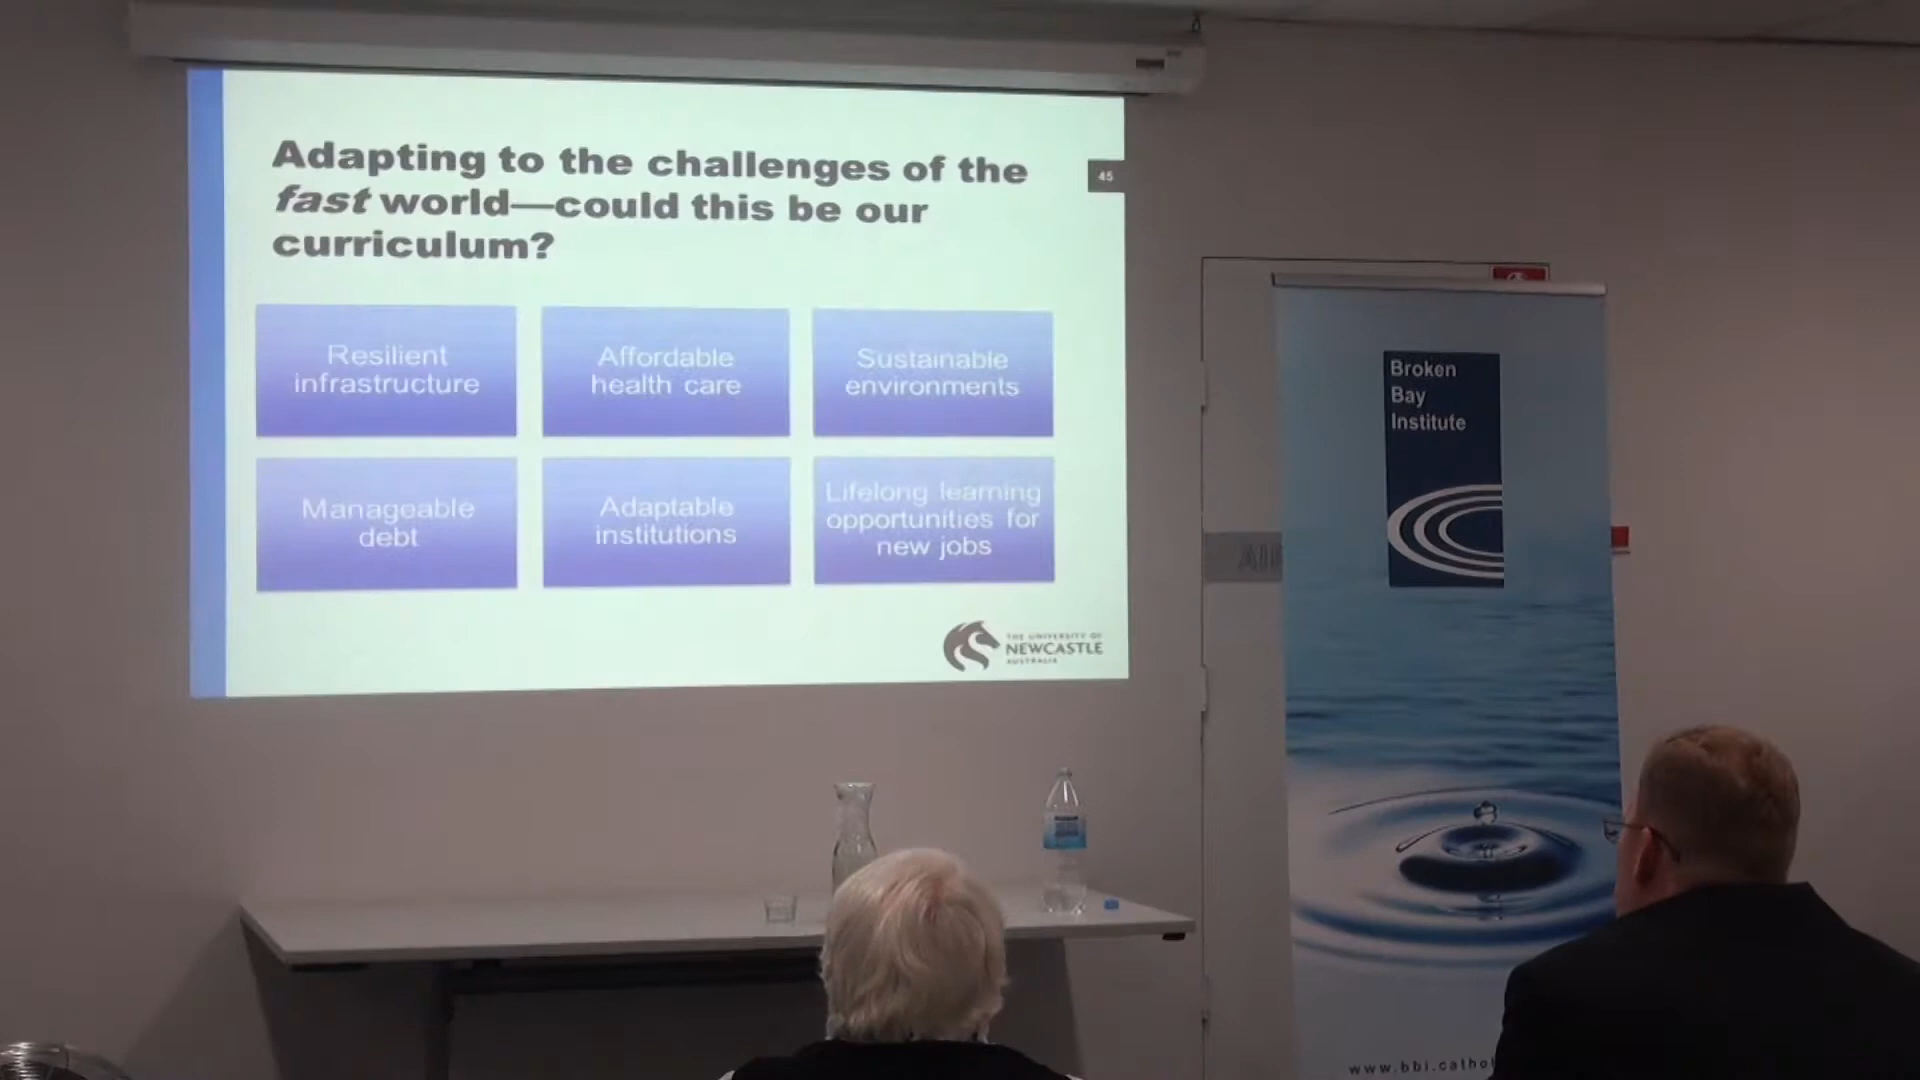 Adapting to the challenges of the
fast world—could this be our
curriculum?
45
Resilient
infrastructure
Affordable
health care
Sustainable
environments
Manageable
debt
Adaptable
institutions
Lifelong learning
opportunities for
new jobs
THE UNIVERSITY OF
NEWCASTLE
AUSTRALIA
Broken
Bay
Institute
www.bbi.cathol